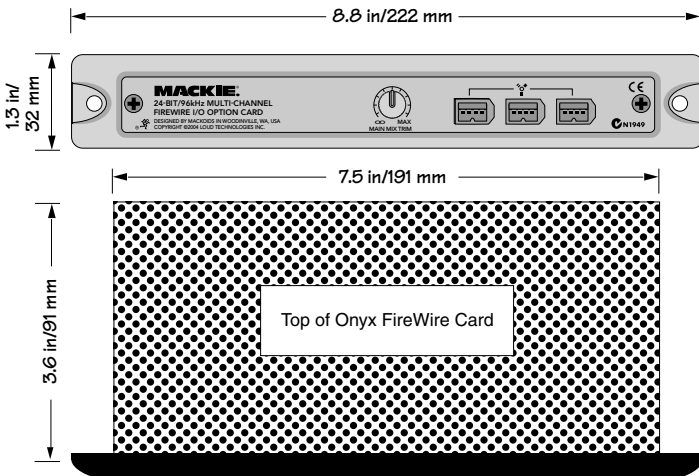 8.8 in/222 mm
1.3 in/
32 mm
MACKIE.
24-BIT/96kHz MULTI-CHANNEL
FIREWIRE I/O OPTION CARD
DESIGNED BY MACKOIDS IN WOODINVILLE, WA, USA
COPYRIGHT ©2004 LOUD TECHNOLOGIES INC.
®
∞ MAX
MAIN MIX TRIM
CE
N1949
7.5 in/191 mm
3.6 in/91 mm
Top of Onyx FireWire Card